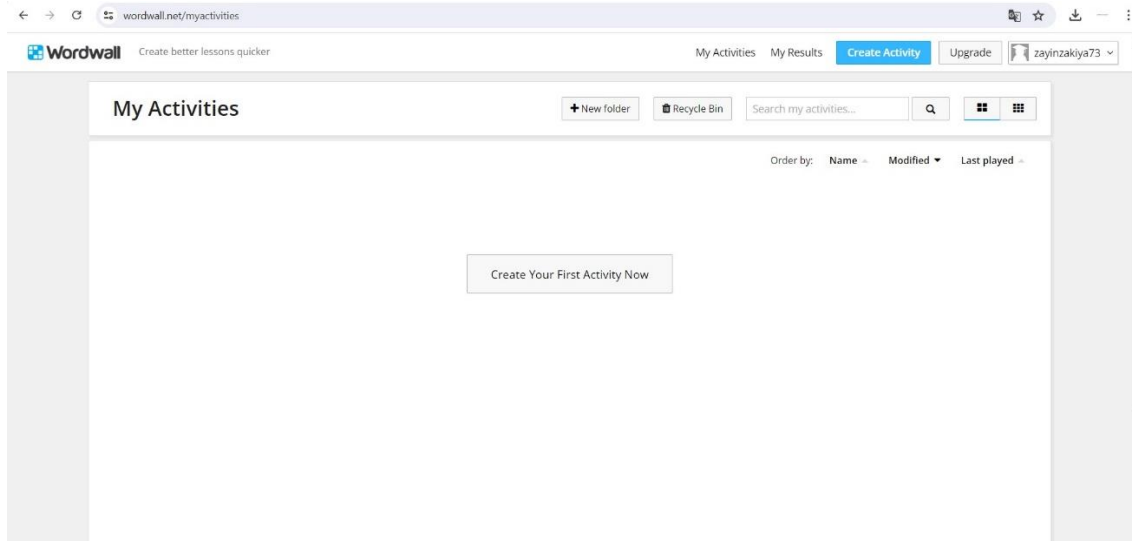 wordwall.net/myactivities
Wordwall Create better lessons quicker My Activities My Results Create Activity Upgrade zayinzakiya73
My Activities New folder Recycle Bin Search my activities...
Order by: Name Modified Last played
Create Your First Activity Now